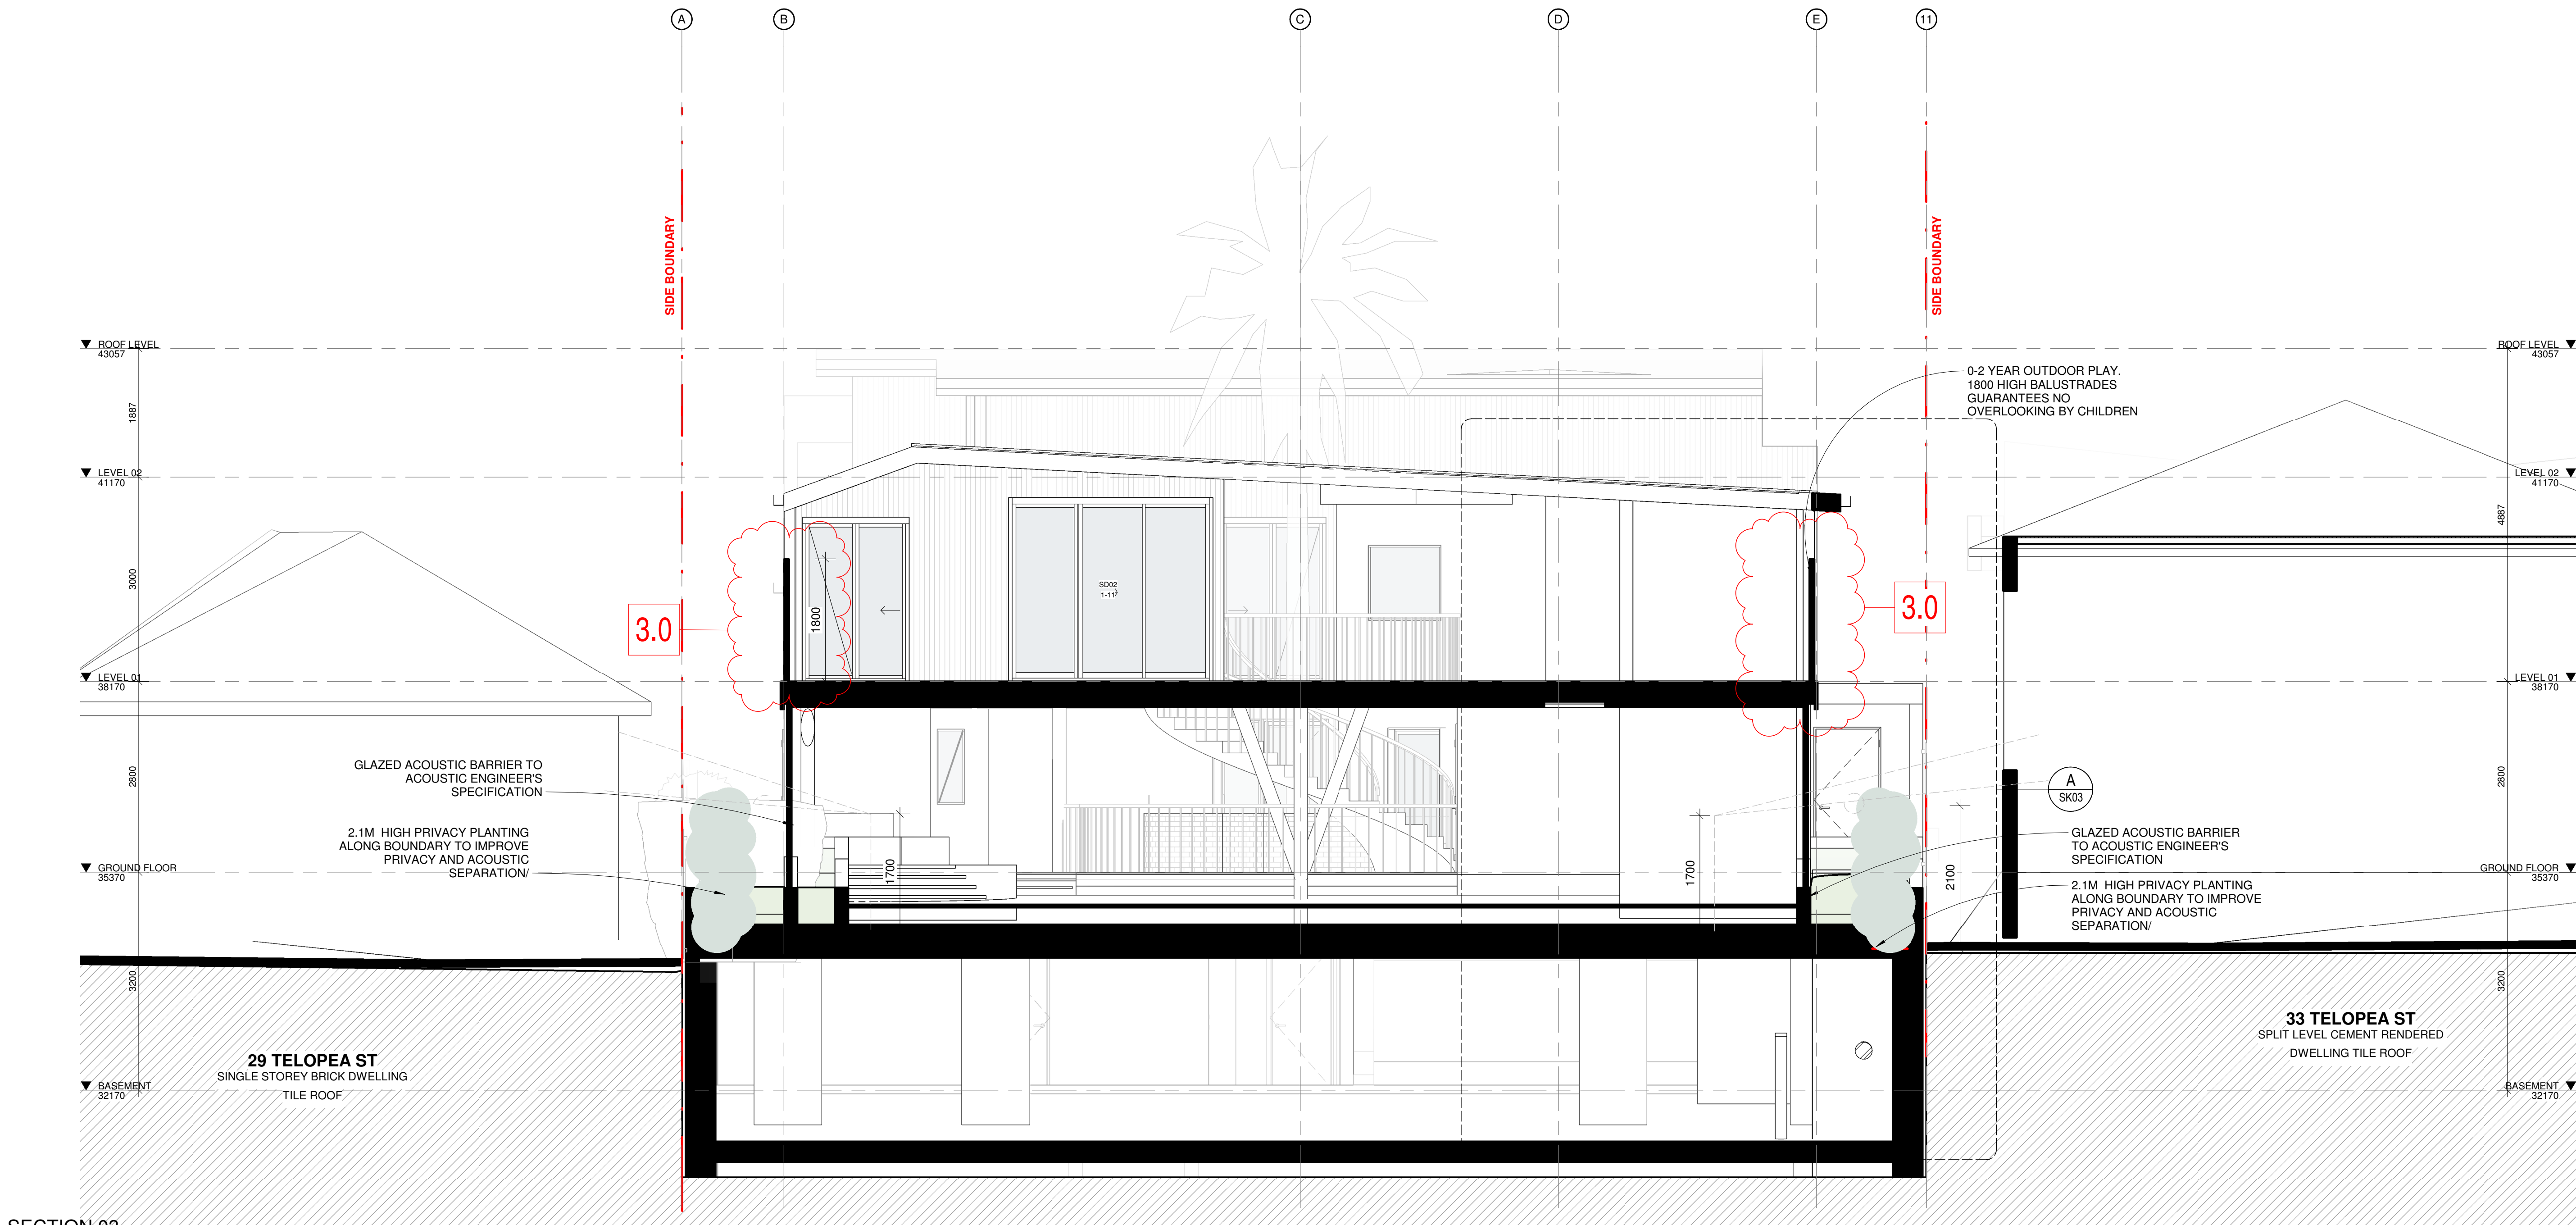 A
B
C
D
E
11
SIDE BOUNDARY
SIDE BOUNDARY
ROOF LEVEL
43057
1887
LEVEL 02
41170
3000
LEVEL 01
38170
2800
GROUND FLOOR
35370
3200
BASEMENT
32170
ROOF LEVEL
43057
4887
LEVEL 02
41170
LEVEL 01
38170
2800
GROUND FLOOR
35370
3200
BASEMENT
32170
0-2 YEAR OUTDOOR PLAY.
1800 HIGH BALUSTRADES
GUARANTEES NO
OVERLOOKING BY CHILDREN
3.0
1800
SD02
1-11
3.0
GLAZED ACOUSTIC BARRIER TO
ACOUSTIC ENGINEER'S
SPECIFICATION
2.1M HIGH PRIVACY PLANTING
ALONG BOUNDARY TO IMPROVE
PRIVACY AND ACOUSTIC
SEPARATION/
1700
1700
2100
A
SK03
GLAZED ACOUSTIC BARRIER
TO ACOUSTIC ENGINEER'S
SPECIFICATION
2.1M HIGH PRIVACY PLANTING
ALONG BOUNDARY TO IMPROVE
PRIVACY AND ACOUSTIC
SEPARATION/
29 TELOPEA ST
SINGLE STOREY BRICK DWELLING
TILE ROOF
33 TELOPEA ST
SPLIT LEVEL CEMENT RENDERED
DWELLING TILE ROOF